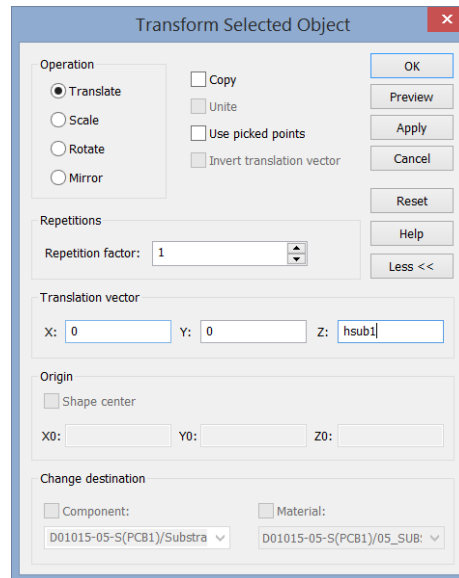 Transform Selected Object
x
Operation
Translate
Scale
Rotate
Mirror
Copy
Unite
Use picked points
Invert translation vector
OK
Preview
Apply
Cancel
Reset
Help
Less <<
Repetitions
Repetition factor: 1
Translation vector
X: 0 Y: 0 Z: hsub1
Origin
Shape center
X0: Y0: Z0:
Change destination
Component: Material:
D01015-05-S(PCB1)/Substra D01015-05-S(PCB1)/05_SUB: